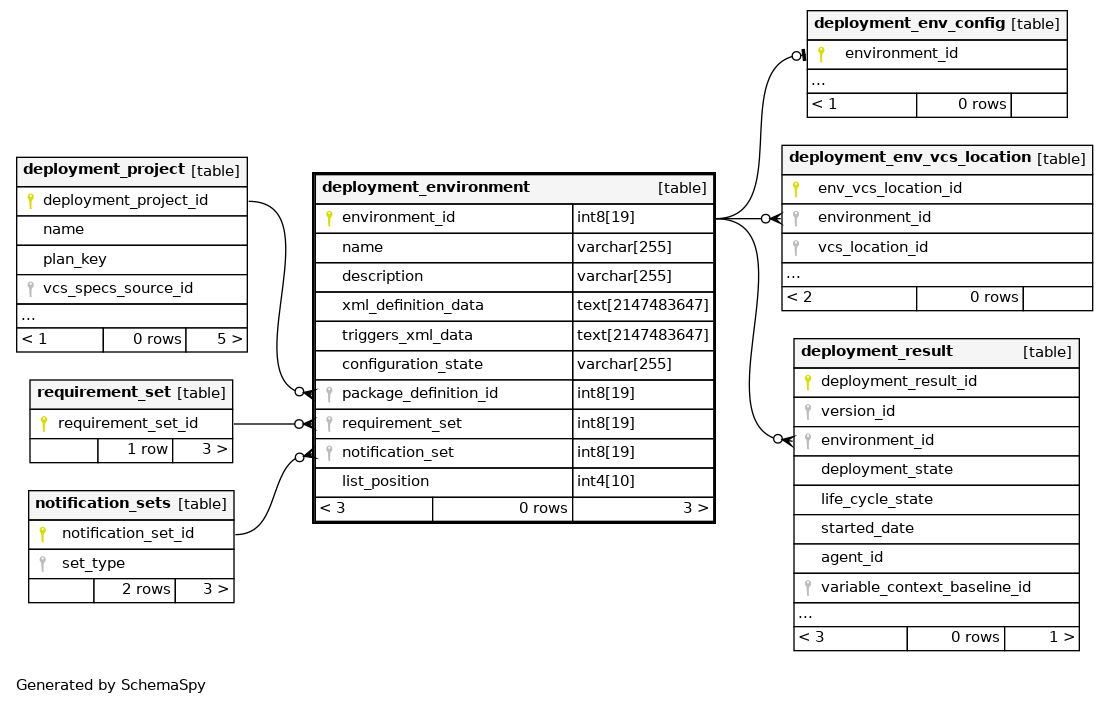 deployment_env_config [table]
environment_id
...
< 1 0 rows
deployment_project [table]
deployment_project_id
name
plan_key
vcs_specs_source_id
...
< 1 0 rows 5 >
requirement_set [table]
requirement_set_id
1 row 3 >
notification_sets [table]
notification_set_id
set_type
2 rows 3 >
deployment_environment [table]
environment_id int8[19]
name varchar[255]
description varchar[255]
xml_definition_data text[2147483647]
triggers_xml_data text[2147483647]
configuration_state varchar[255]
package_definition_id int8[19]
requirement_set int8[19]
notification_set int8[19]
list_position int4[10]
< 3 0 rows 3 >
deployment_env_vcs_location [table]
env_vcs_location_id
environment_id
vcs_location_id
...
< 2 0 rows
deployment_result [table]
deployment_result_id
version_id
environment_id
deployment_state
life_cycle_state
started_date
agent_id
variable_context_baseline_id
...
< 3 0 rows 1 >
Generated by SchemaSpy